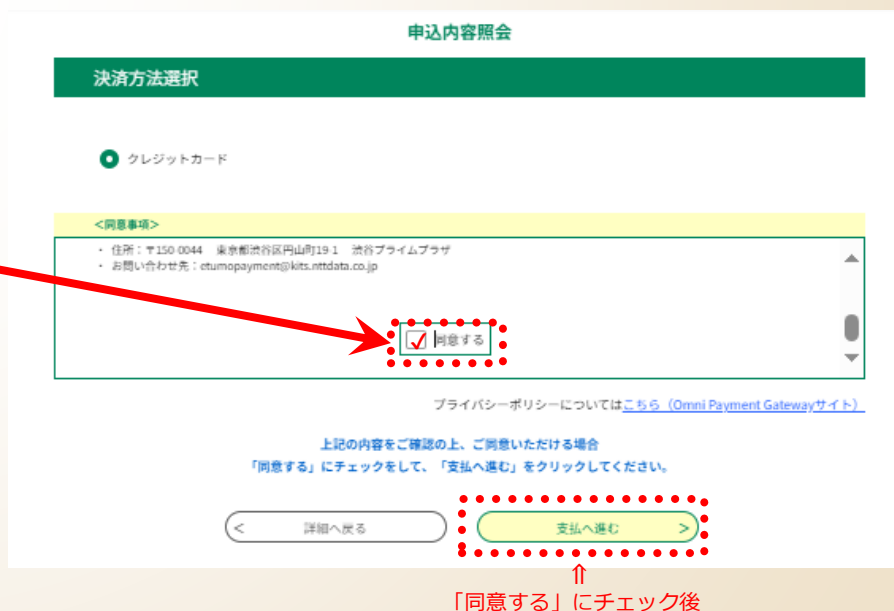 申込内容照会
決済方法選択
クレジットカード
<同意事項>
・ 住所：〒150-0044　東京都渋谷区円山町19-1　渋谷プライムプラザ
・ お問い合わせ先：etumopayment@kits.nttdata.co.jp
同意する
プライバシーポリシーについてはこちら（Omni Payment Gatewayサイト）
上記の内容をご確認の上、ご同意いただける場合
「同意する」にチェックをして、「支払へ進む」をクリックしてください。
< 詳細へ戻る
支払へ進む >
⇑
「同意する」にチェック後